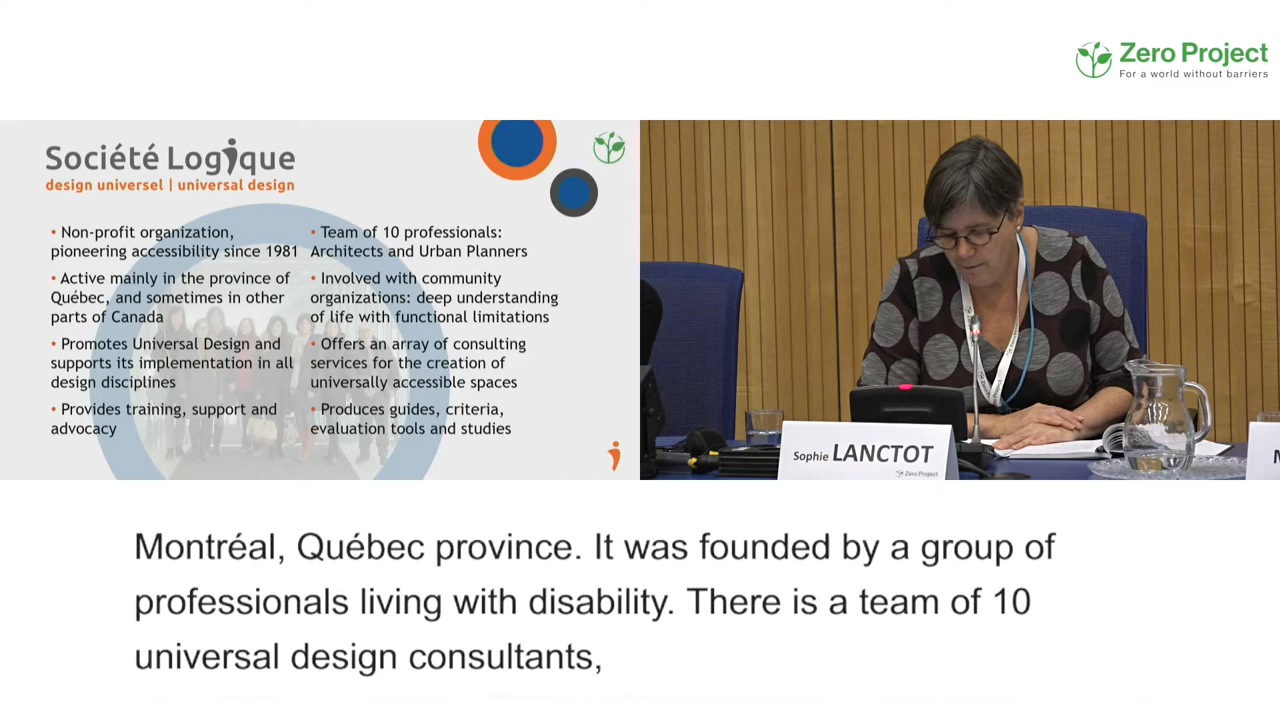 Zero Project
For a world without barriers
Société Logique
design universel | universal design
• Non-profit organization,
pioneering accessibility since 1981
• Active mainly in the province of
Québec, and sometimes in other
parts of Canada
• Promotes Universal Design and
supports its implementation in all
design disciplines
• Provides training, support and
advocacy
• Team of 10 professionals:
Architects and Urban Planners
• Involved with community
organizations: deep understanding
of life with functional limitations
• Offers an array of consulting
services for the creation of
universally accessible spaces
• Produces guides, criteria,
evaluation tools and studies
Sophie LANCTOT
Zero Project
Montréal, Québec province. It was founded by a group of
professionals living with disability. There is a team of 10
universal design consultants,